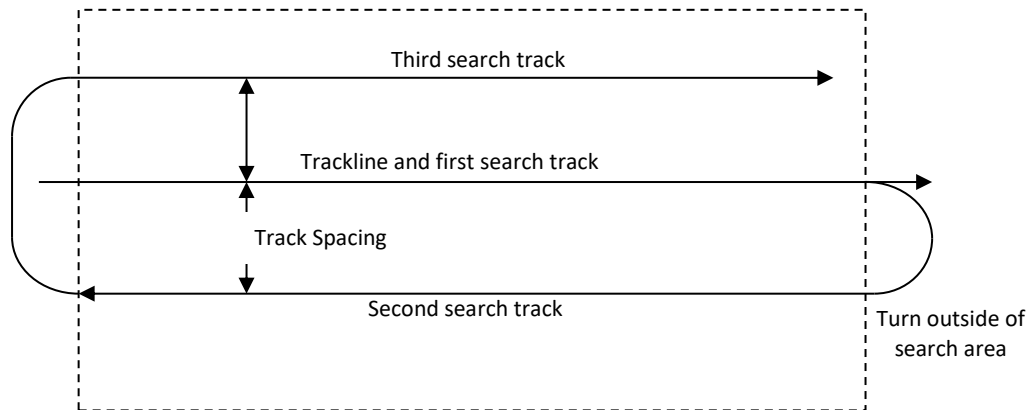 Third search track
Trackline and first search track
Track Spacing
Second search track
Turn outside of
search area